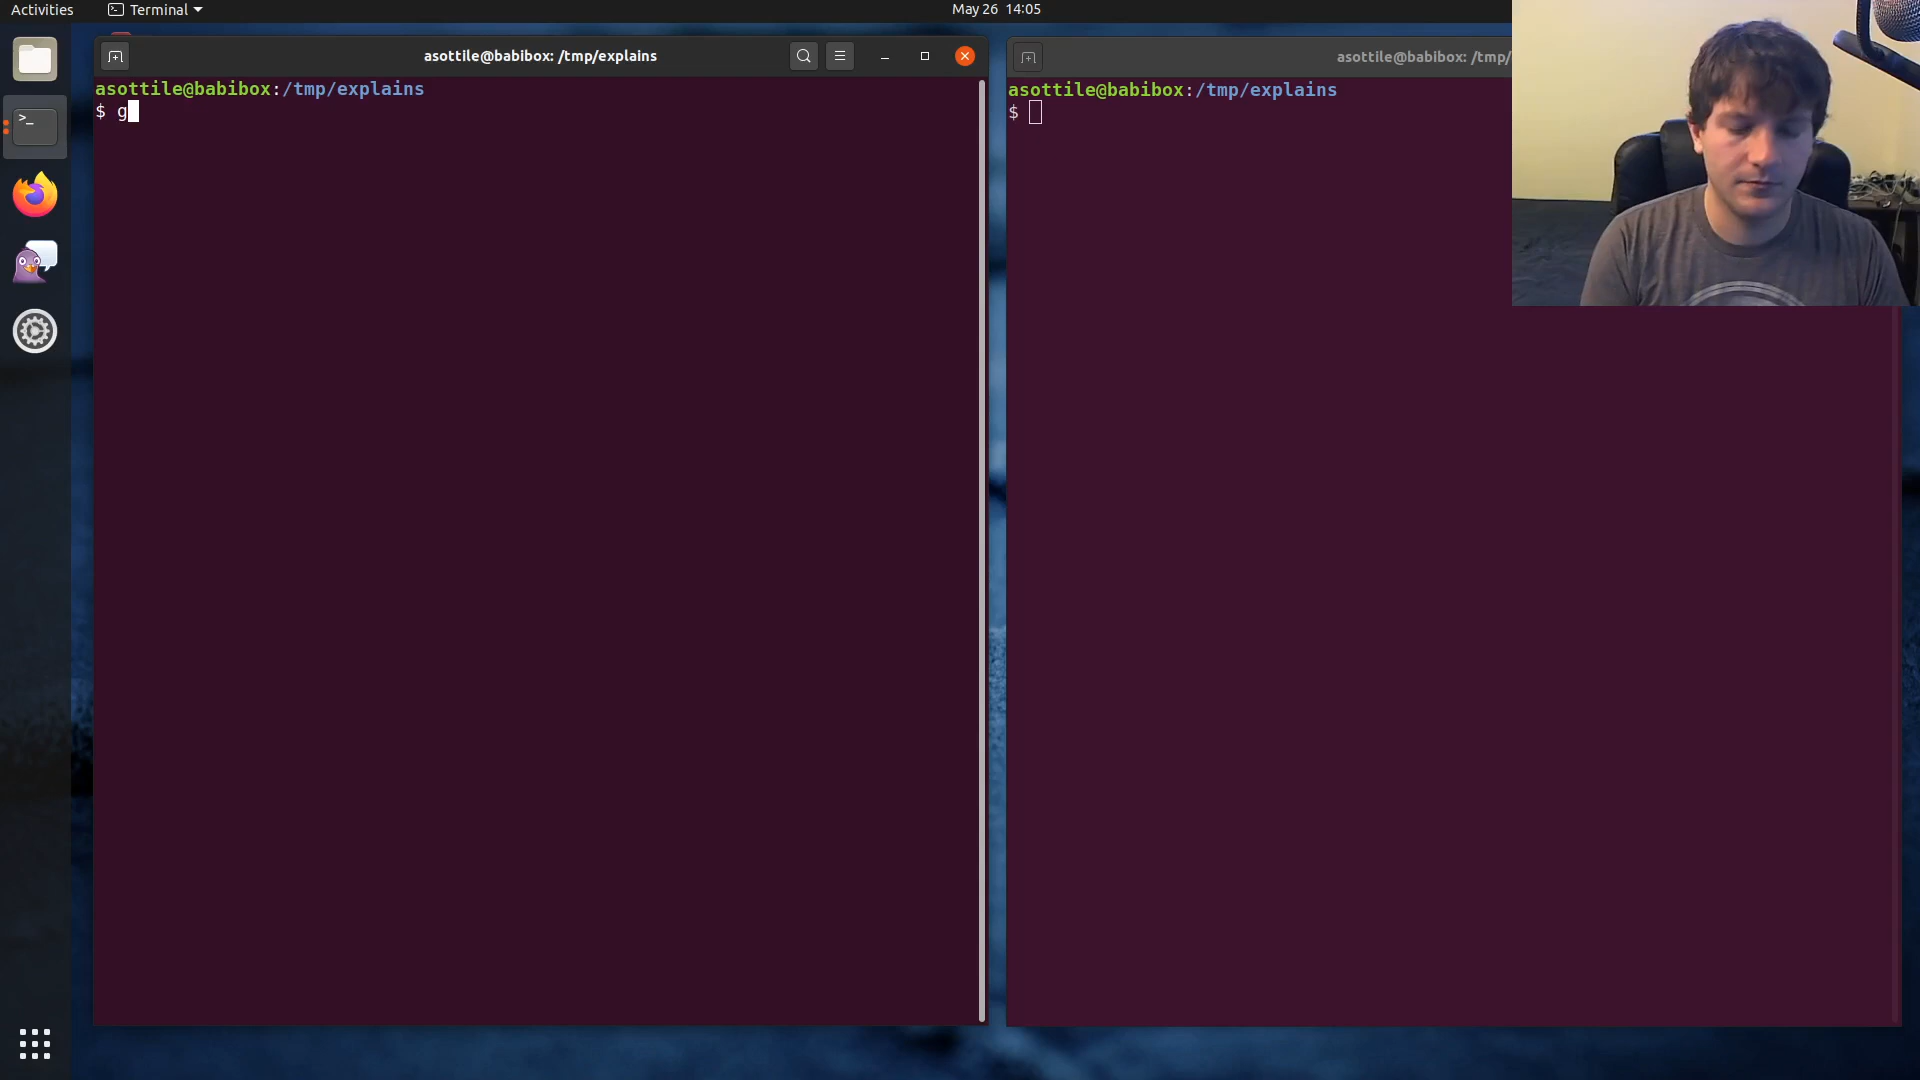 Activities
Terminal
May 26 14:05
asottile@babibox: /tmp/explains
asottile@babibox:/tmp/explains
$ g
asottile@babibox: /tmp/
asottile@babibox:/tmp/explains
$